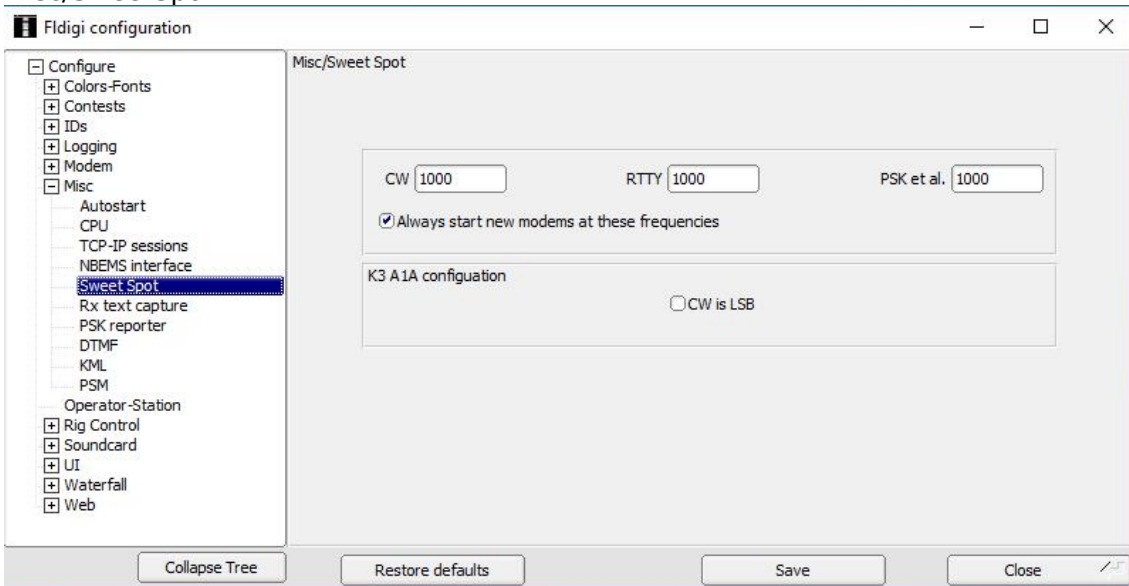 Fldigi configuration
Configure
Colors-Fonts
Contests
IDs
Logging
Modem
Misc
Autostart
CPU
TCP-IP sessions
NBEMS interface
Sweet Spot
Rx text capture
PSK reporter
DTMF
KML
PSM
Operator-Station
Rig Control
Soundcard
UI
Waterfall
Web
Misc/Sweet Spot
CW 1000 RTTY 1000 PSK et al. 1000
Always start new modems at these frequencies
K3 A1A configuation
CW is LSB
Collapse Tree Restore defaults Save Close